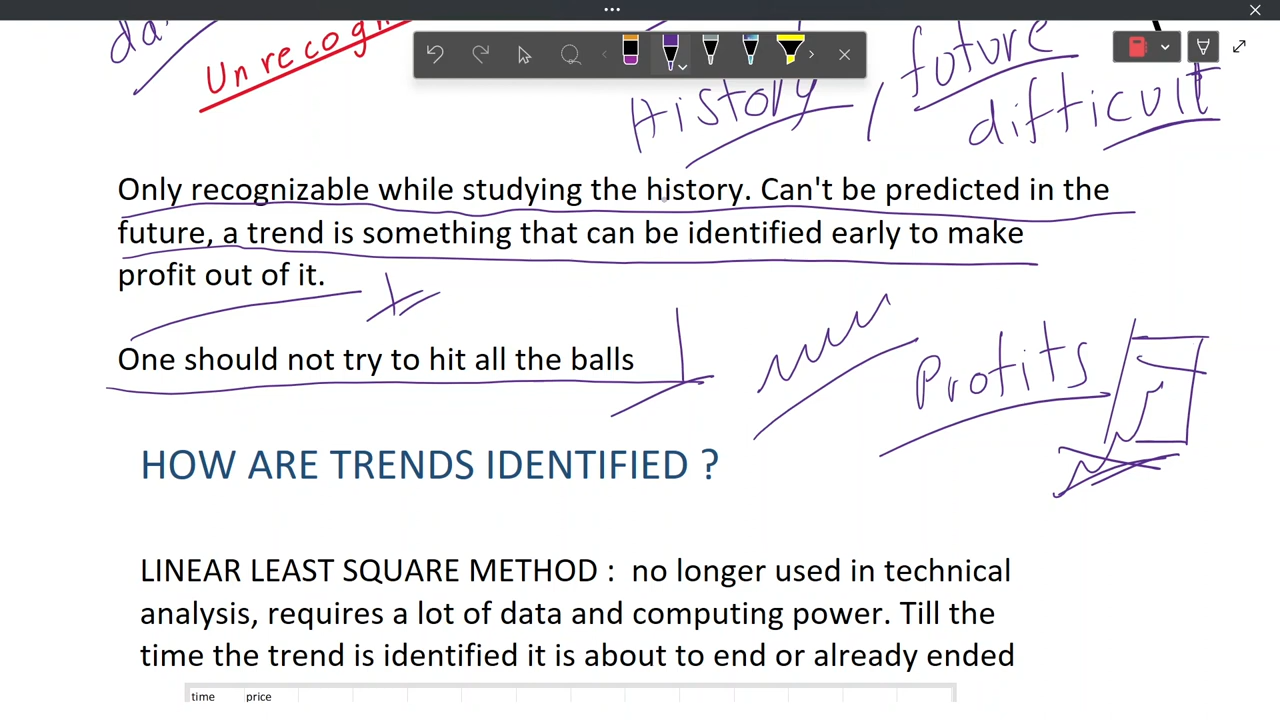 da
Unrecogn
History, future
difficult
Only recognizable while studying the history. Can't be predicted in the
future, a trend is something that can be identified early to make
profit out of it.
One should not try to hit all the balls
Profits
HOW ARE TRENDS IDENTIFIED ?
LINEAR LEAST SQUARE METHOD : no longer used in technical
analysis, requires a lot of data and computing power. Till the
time the trend is identified it is about to end or already ended
time price